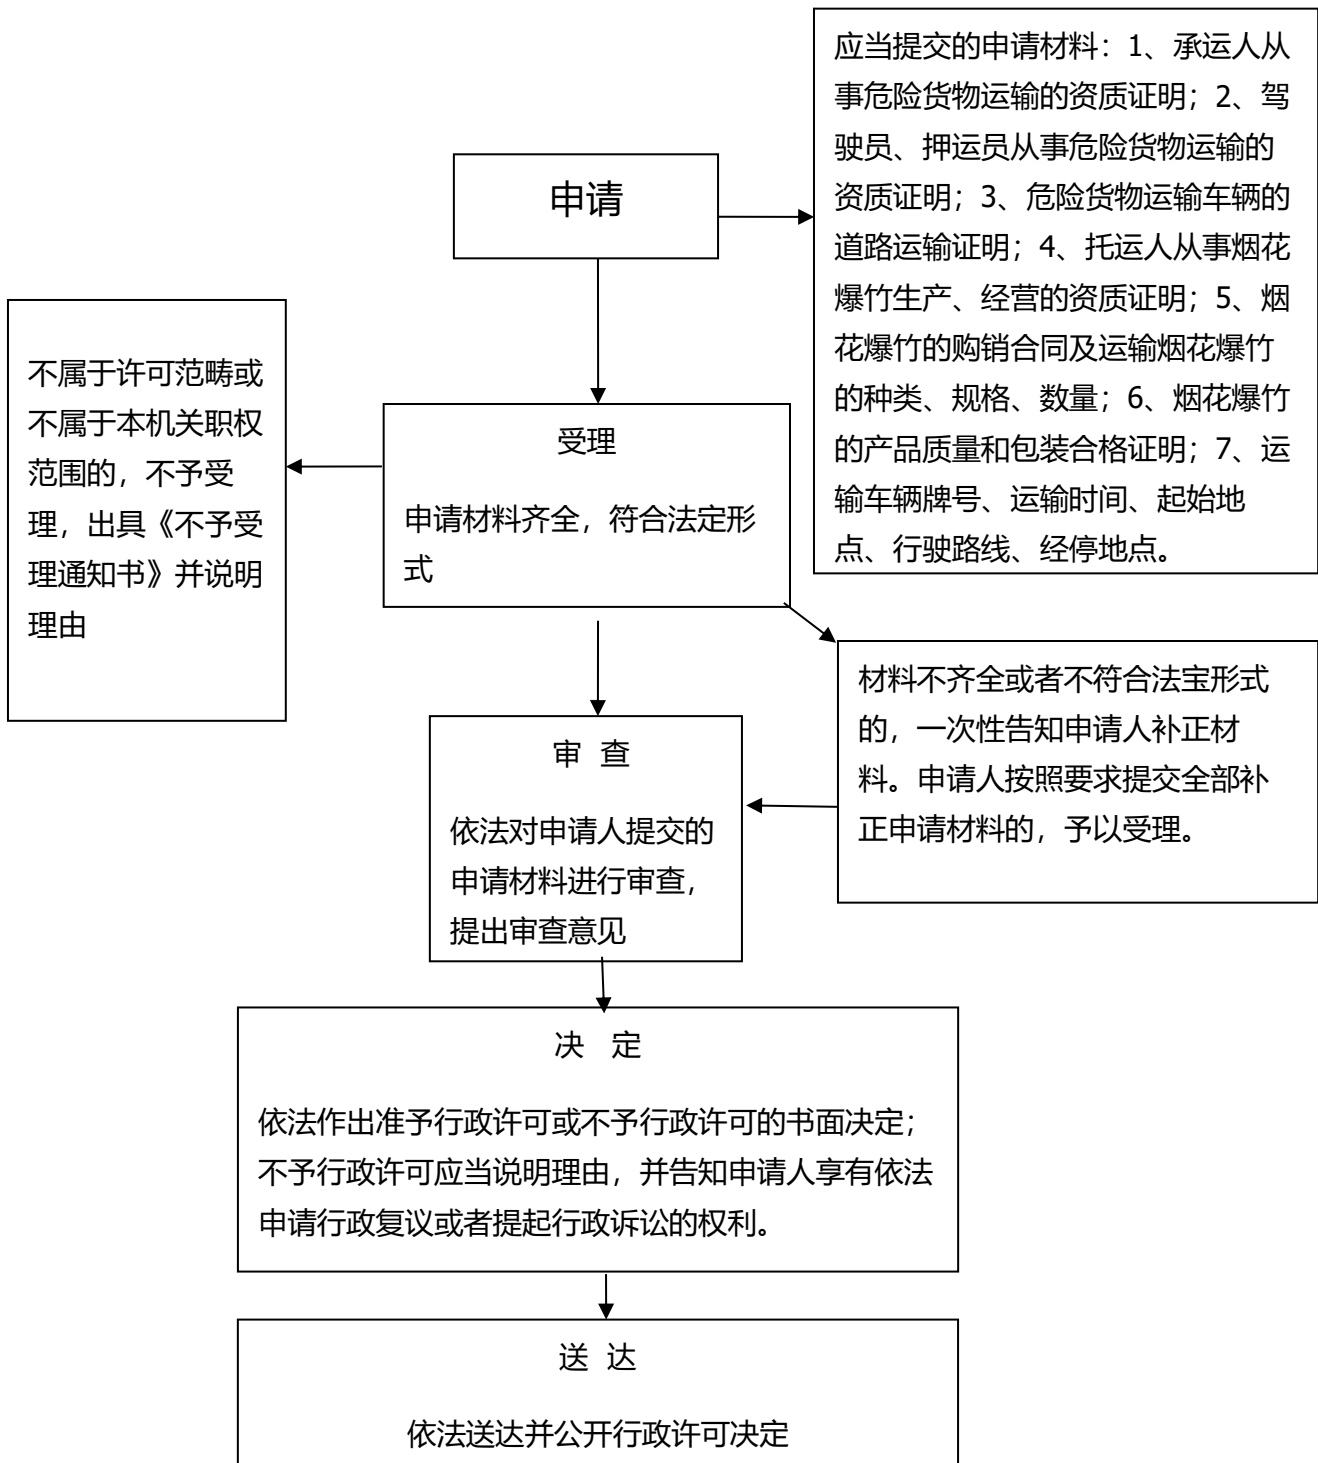 申请
应当提交的申请材料：1、承运人从
事危险货物运输的资质证明；2、驾
驶员、押运员从事危险货物运输的
资质证明；3、危险货物运输车辆的
道路运输证明；4、托运人从事烟花
爆竹生产、经营的资质证明；5、烟
花爆竹的购销合同及运输烟花爆竹
的种类、规格、数量；6、烟花爆竹
的产品质量和包装合格证明；7、运
输车辆牌号、运输时间、起始地
点、行驶路线、经停地点。
不属于许可范畴或
不属于本机关职权
范围的，不予受
理，出具《不予受
理通知书》并说明
理由
受理
申请材料齐全，符合法定形
式
材料不齐全或者不符合法宝形式
的，一次性告知申请人补正材
料。申请人按照要求提交全部补
正申请材料的，予以受理。
审 查
依法对申请人提交的
申请材料进行审查，
提出审查意见
决 定
依法作出准予行政许可或不予行政许可的书面决定；
不予行政许可应当说明理由，并告知申请人享有依法
申请行政复议或者提起行政诉讼的权利。
送 达
依法送达并公开行政许可决定